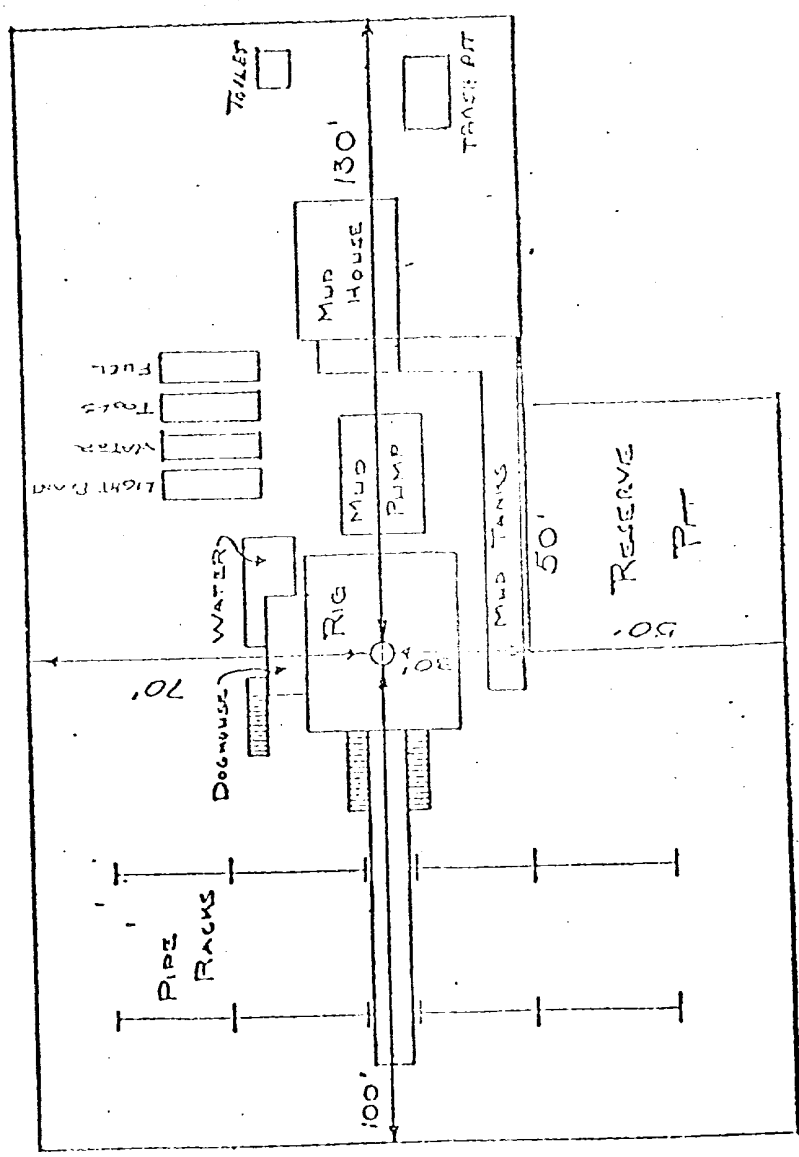 TOILET
TRASH PIT
130'
MUD
HOUSE
FUEL
TOOLS
WATER
LIGHT PLANT
MUD
PUMP
MUD TANKS
50'
RESERVE
PIT
50'
WATER
RIG
30'
70'
DOGHOUSE
PIPE
RACKS
100'